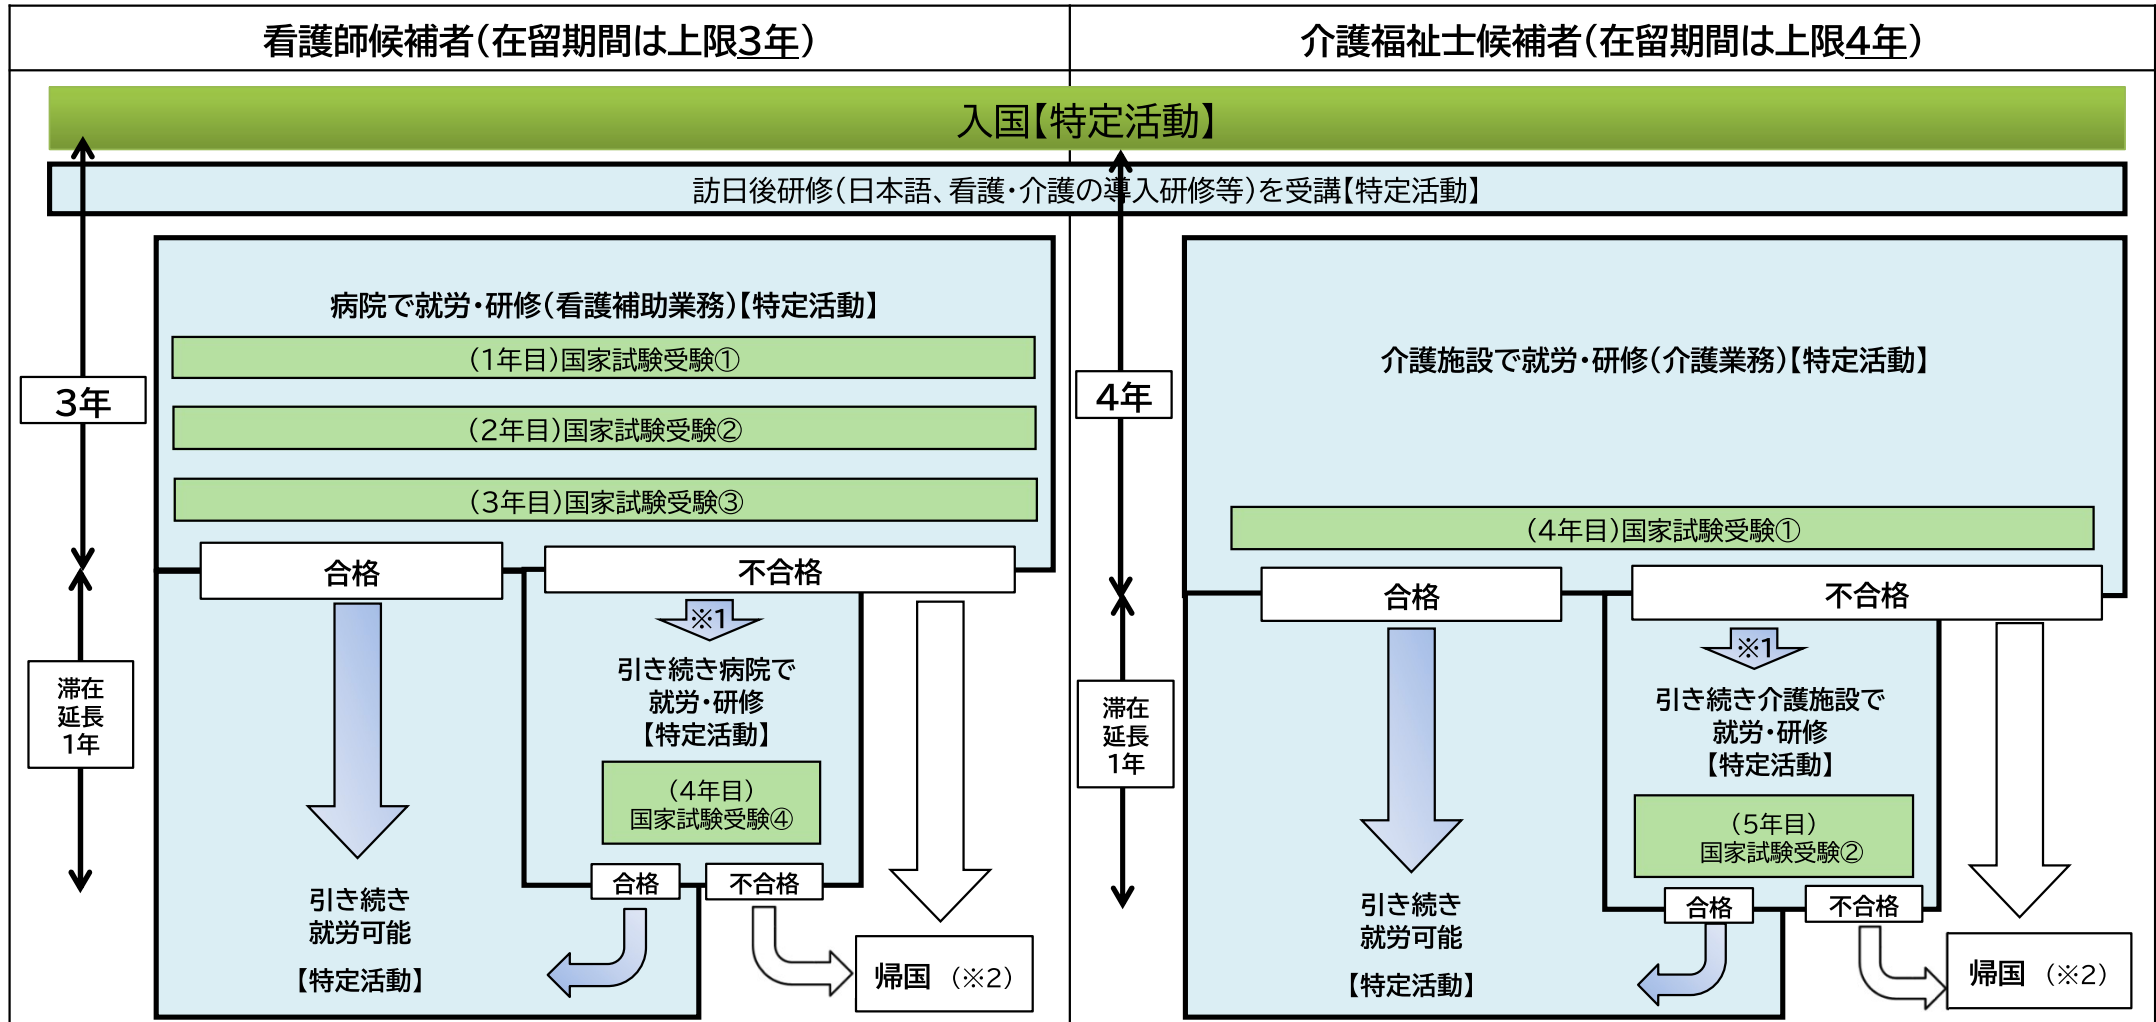 看護師候補者(在留期間は上限3年)
介護福祉士候補者(在留期間は上限4年)
入国【特定活動】
訪日後研修(日本語、看護・介護の導入研修等)を受講【特定活動】
病院で就労・研修(看護補助業務)【特定活動】
(1年目)国家試験受験①
(2年目)国家試験受験②
(3年目)国家試験受験③
3年
合格
不合格
※1
引き続き病院で
就労・研修
【特定活動】
(4年目)
国家試験受験④
滞在
延長
1年
合格
不合格
引き続き
就労可能
【特定活動】
帰国 (※2)
介護施設で就労・研修(介護業務)【特定活動】
4年
(4年目)国家試験受験①
合格
不合格
※1
引き続き介護施設で
就労・研修
【特定活動】
(5年目)
国家試験受験②
滞在
延長
1年
合格
不合格
引き続き
就労可能
【特定活動】
帰国 (※2)